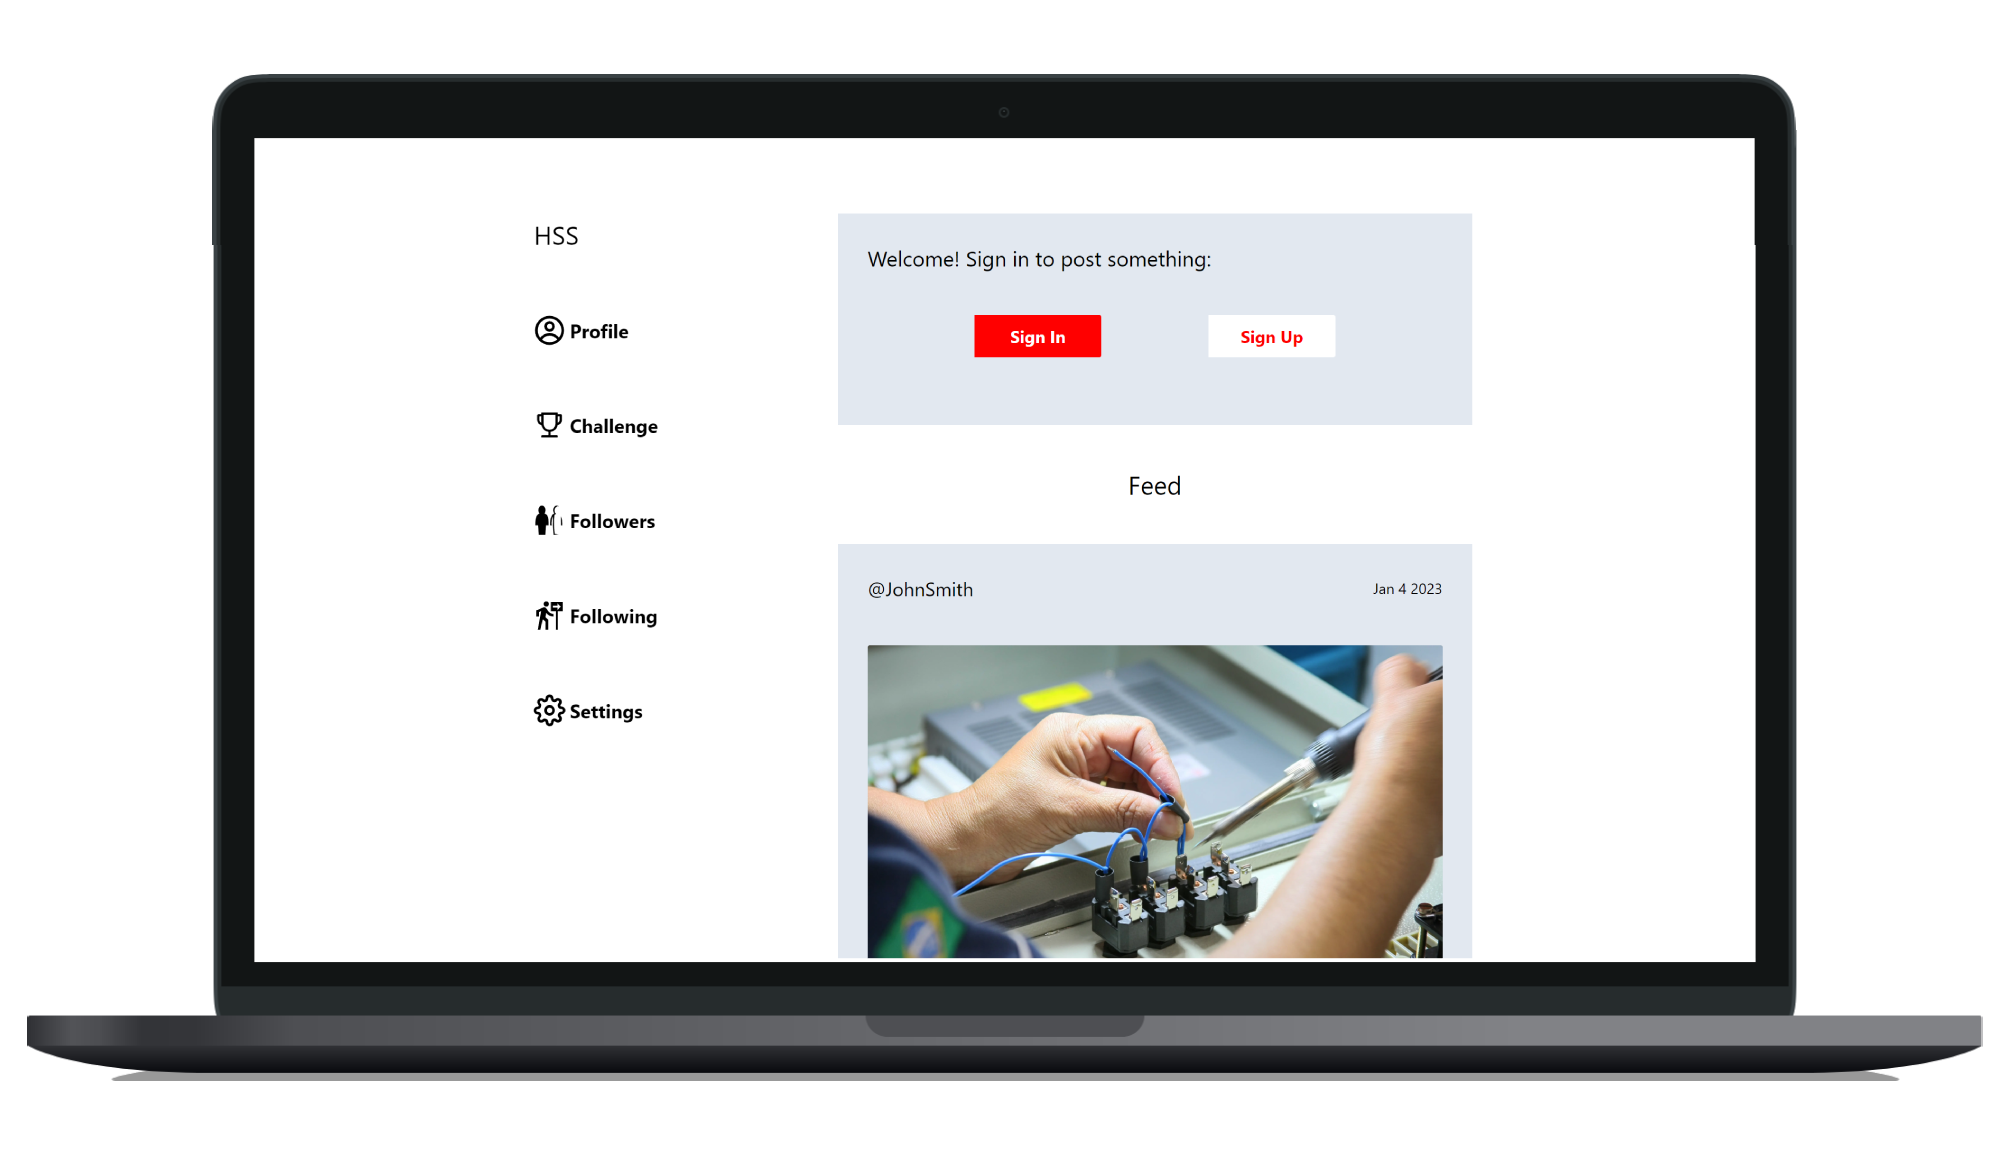 HSS
Profile
Challenge
Followers
Following
Settings
Welcome! Sign in to post something:
Sign In
Sign Up
Feed
@JohnSmith
Jan 4 2023